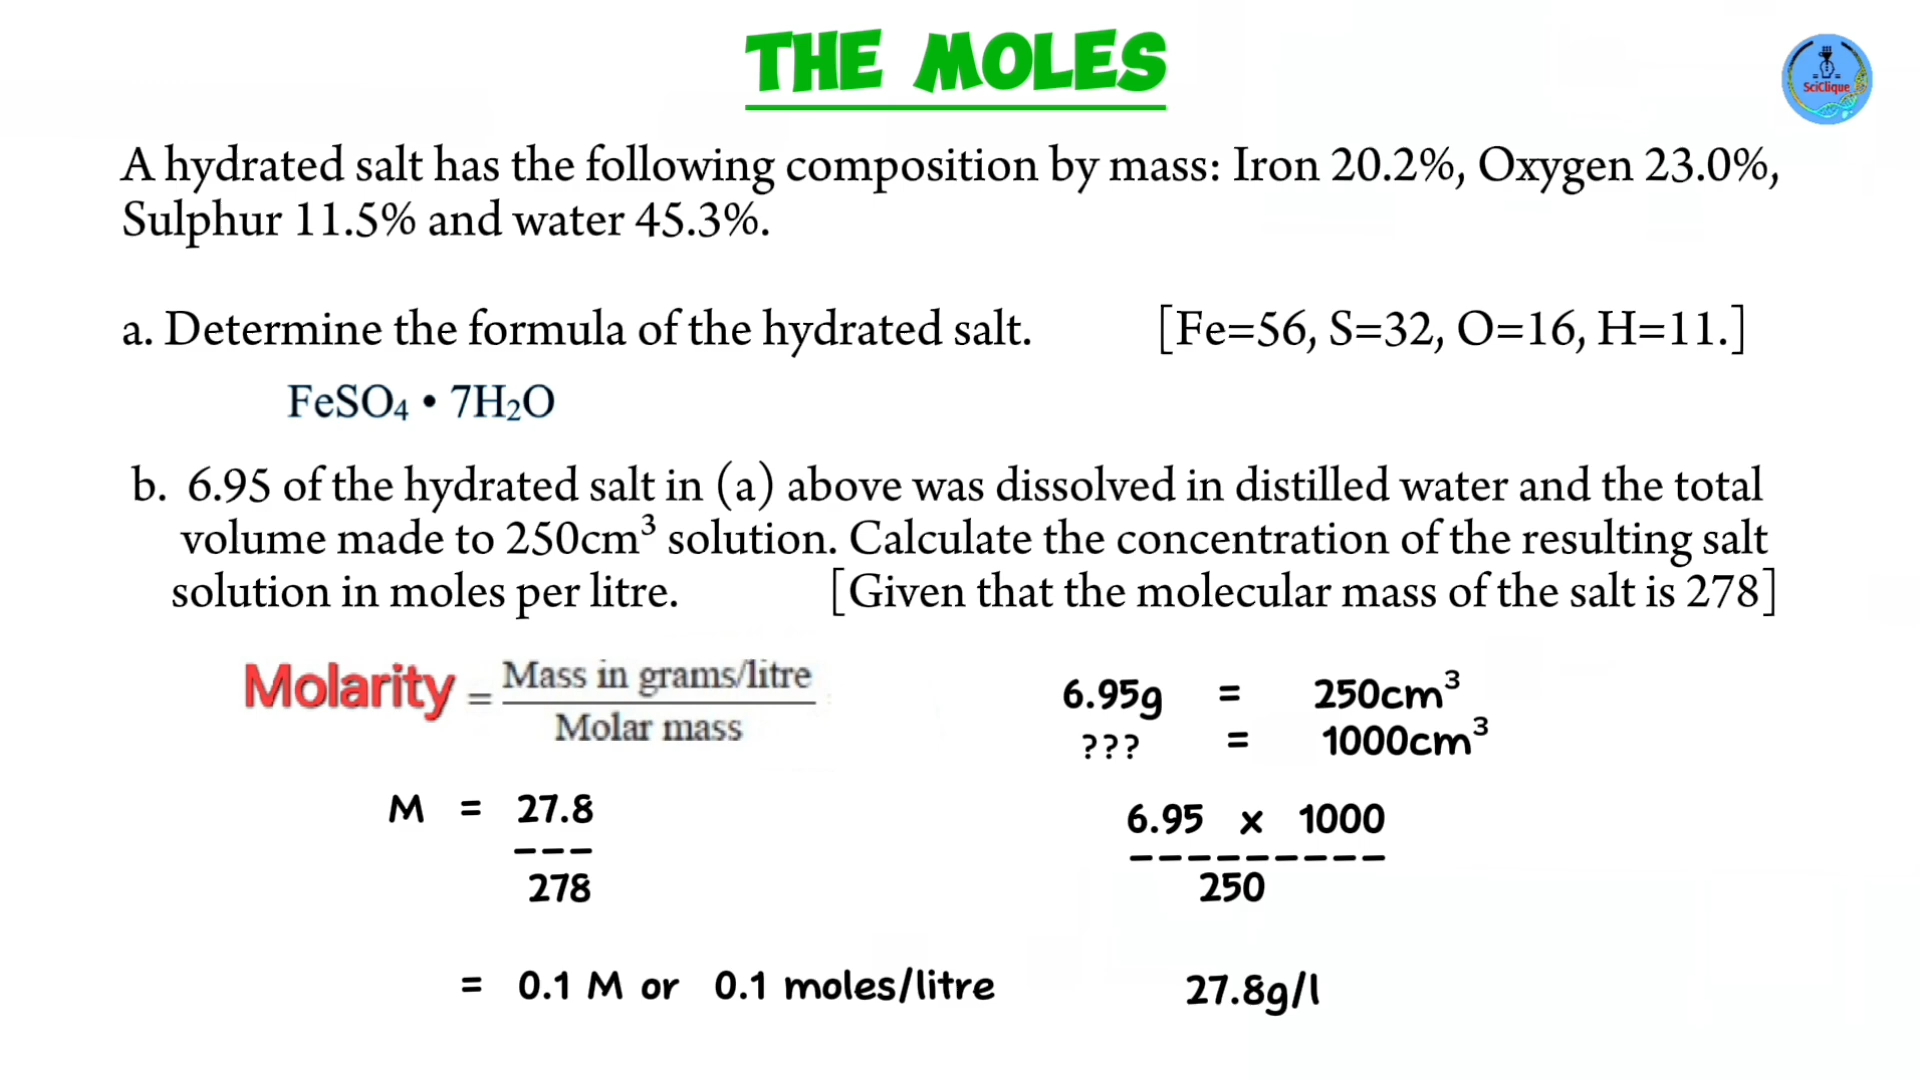 THE MOLES
SciClique
A hydrated salt has the following composition by mass: Iron 20.2%, Oxygen 23.0%,
Sulphur 11.5% and water 45.3%.
a. Determine the formula of the hydrated salt. [Fe=56, S=32, O=16, H=11.]
FeSO₄ • 7H₂O
b. 6.95 of the hydrated salt in (a) above was dissolved in distilled water and the total
volume made to 250cm³ solution. Calculate the concentration of the resulting salt
solution in moles per litre. [Given that the molecular mass of the salt is 278]
Molarity = Mass in grams/litre
Molar mass
6.95g = 250cm³
??? = 1000cm³
M = 27.8
---
278
6.95 x 1000
---------
250
= 0.1 M or 0.1 moles/litre
27.8g/l